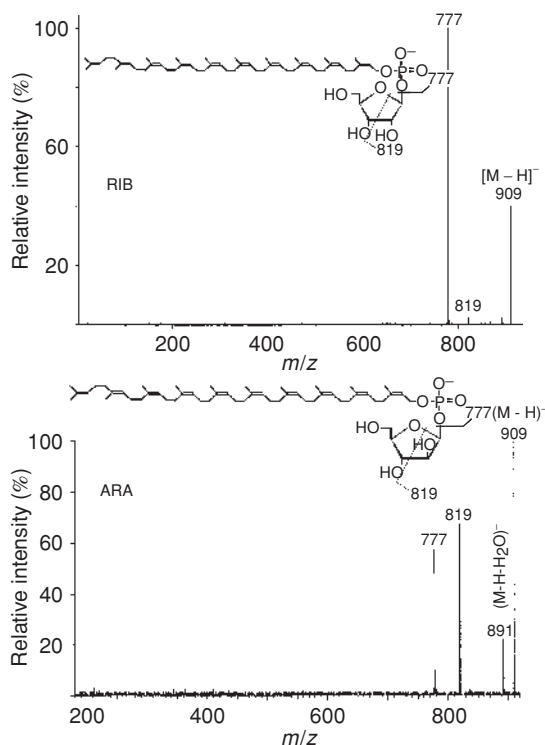 100
777
O⁻
O P O
O 777
HO O
HO HO
819
60
RIB
[M – H]⁻
909
20
819
200 400 600 800
m/z
Relative intensity (%)
O⁻
O P O
O 777(M - H)⁻
HO O
HO
HO
819
909
100
80
60
40
20
ARA
777
819
(M-H-H₂O)⁻
891
200 400 600 800
m/z
Relative intensity (%)